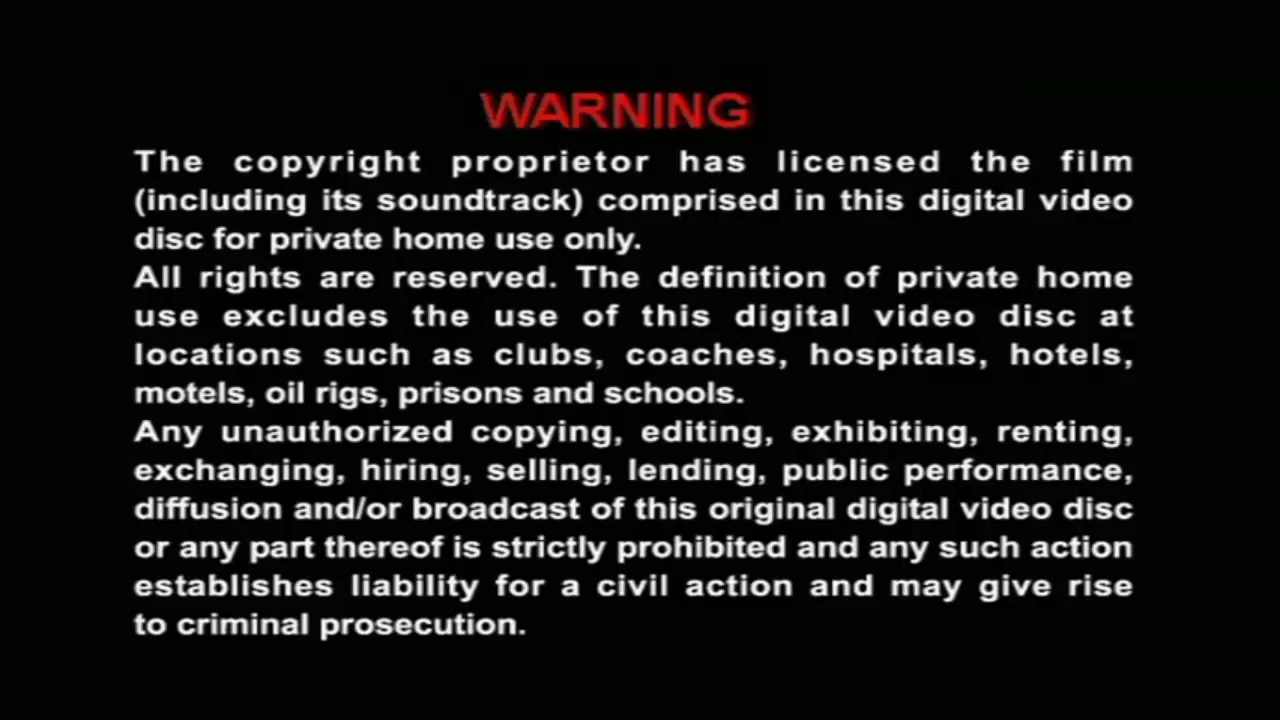 WARNING
The copyright proprietor has licensed the film
(including its soundtrack) comprised in this digital video
disc for private home use only.
All rights are reserved. The definition of private home
use excludes the use of this digital video disc at
locations such as clubs, coaches, hospitals, hotels,
motels, oil rigs, prisons and schools.
Any unauthorized copying, editing, exhibiting, renting,
exchanging, hiring, selling, lending, public performance,
diffusion and/or broadcast of this original digital video disc
or any part thereof is strictly prohibited and any such action
establishes liability for a civil action and may give rise
to criminal prosecution.